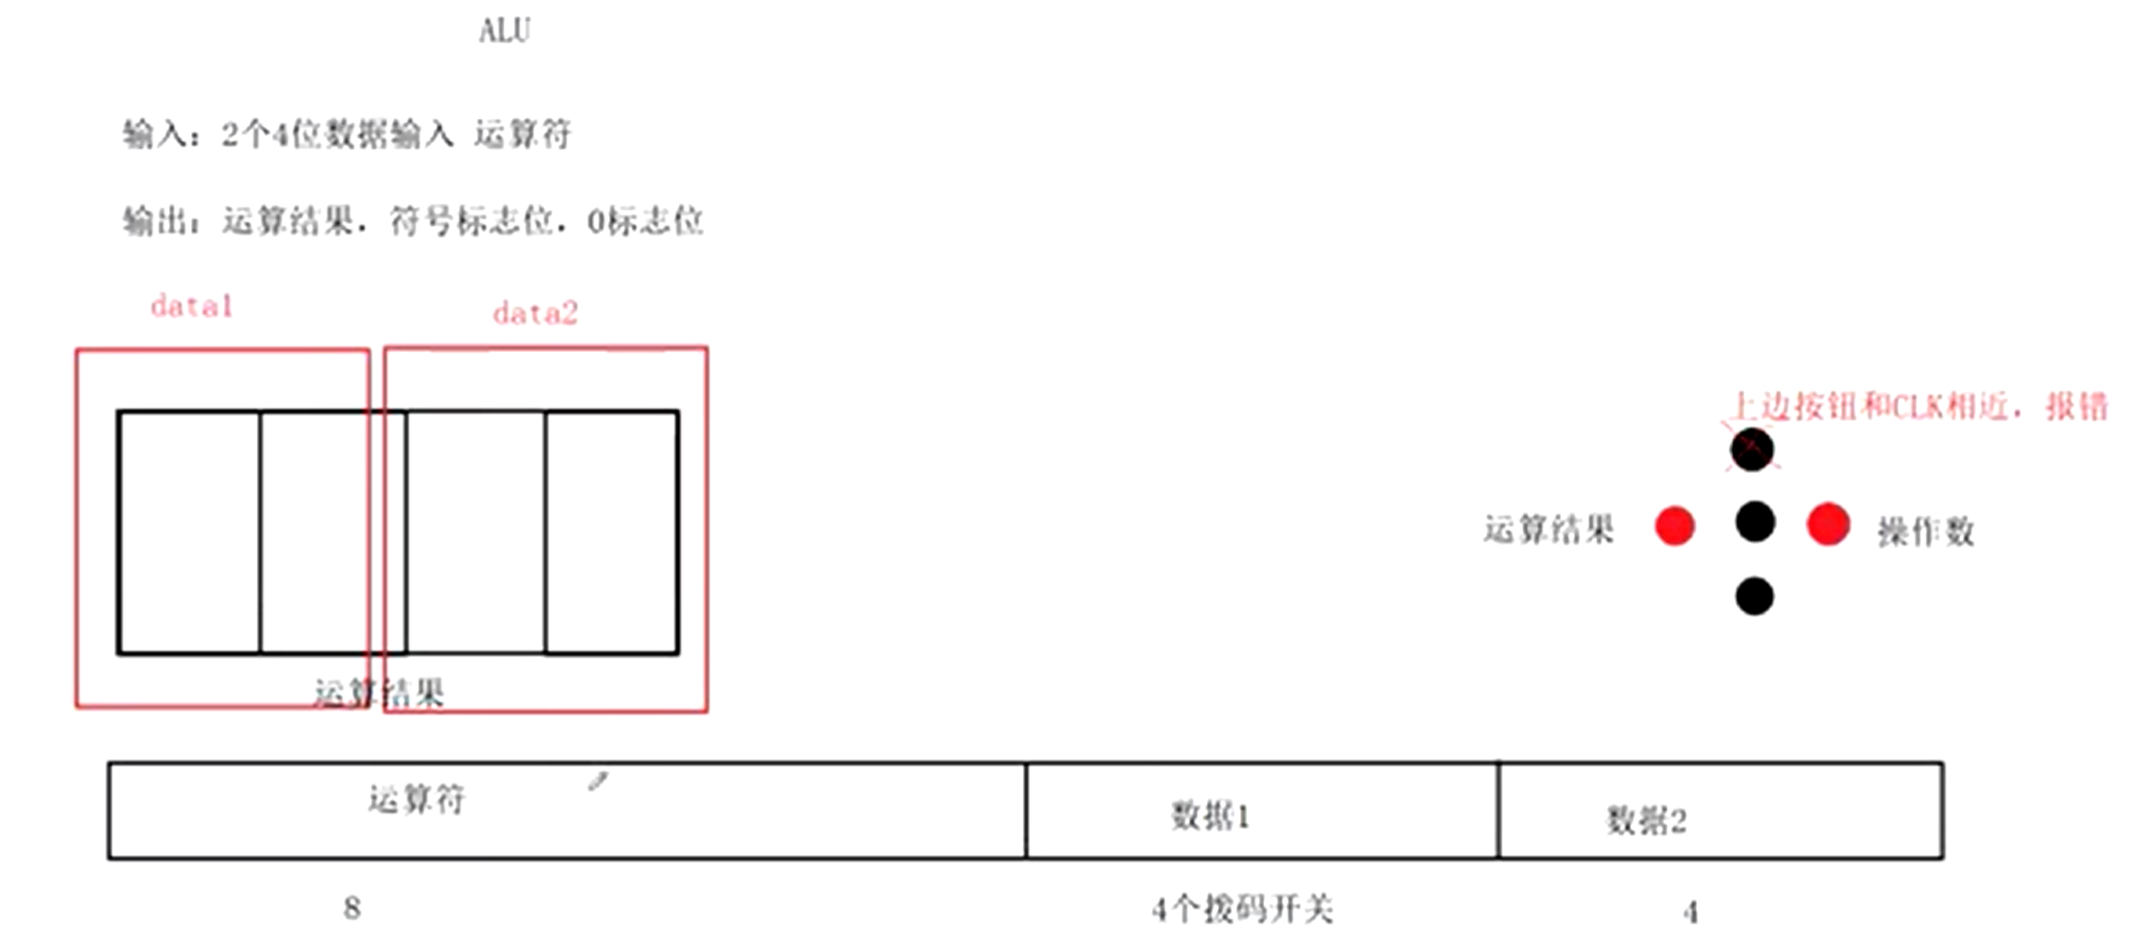 ALU
输入：2个4位数据输入 运算符
输出：运算结果．符号标志位．0标志位
data1
data2
上边按钮和CLK相近．报错
运算结果
操作数
运算结果
运算符
数据1
数据2
8
4个拨码开关
4